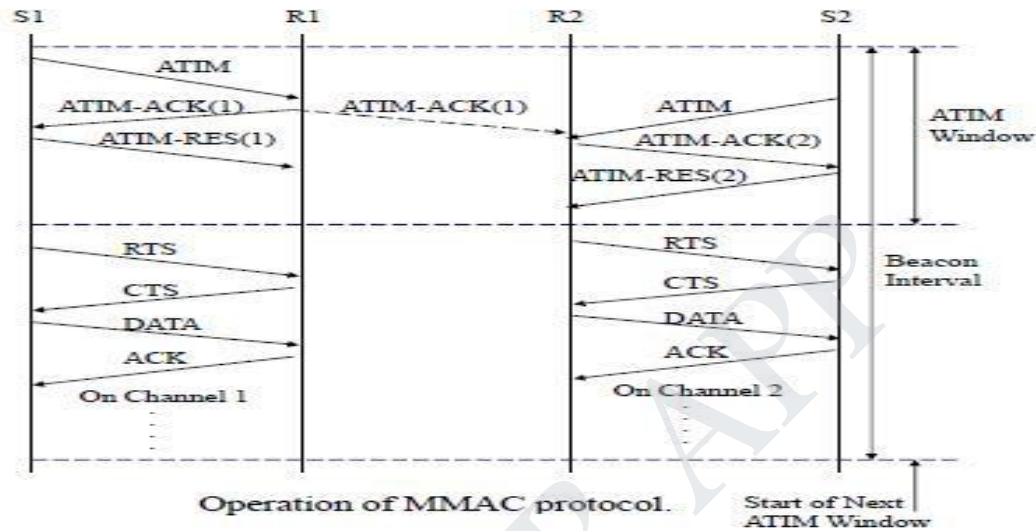 S1 R1 R2 S2
ATIM
ATIM-ACK(1) ATIM-ACK(1) ATIM
ATIM-RES(1) ATIM-ACK(2)
ATIM-RES(2)
ATIM
Window
RTS RTS
CTS CTS
DATA DATA
ACK ACK
On Channel 1 On Channel 2
Beacon
Interval
Operation of MMAC protocol.
Start of Next
ATIM Window
APP